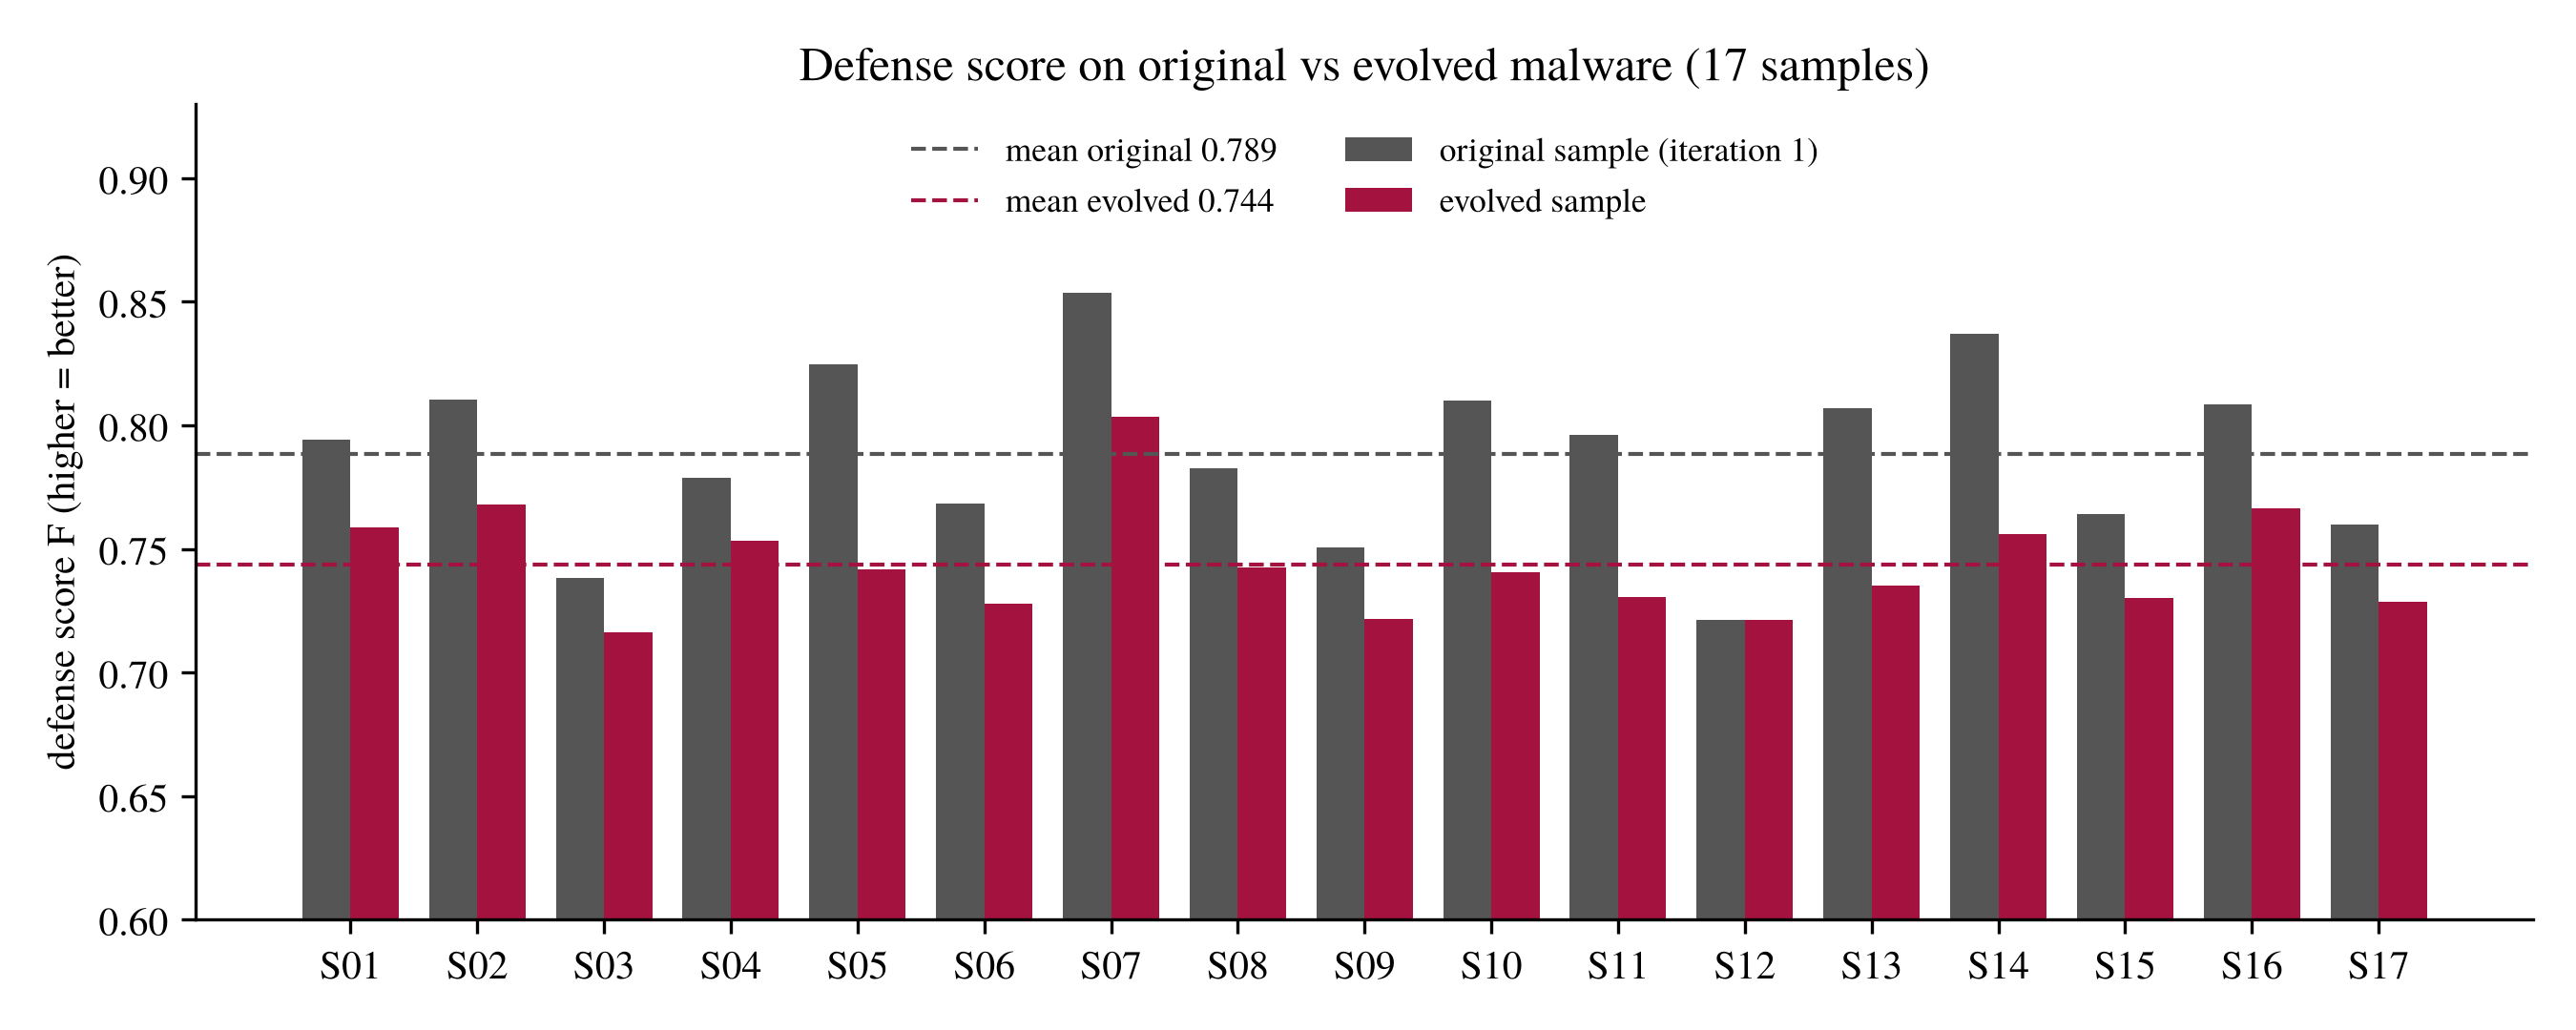 Defense score on original vs evolved malware (17 samples)
mean original 0.789
mean evolved 0.744
original sample (iteration 1)
evolved sample
defense score F (higher = better)
0.90
0.85
0.80
0.75
0.70
0.65
0.60
S01 S02 S03 S04 S05 S06 S07 S08 S09 S10 S11 S12 S13 S14 S15 S16 S17